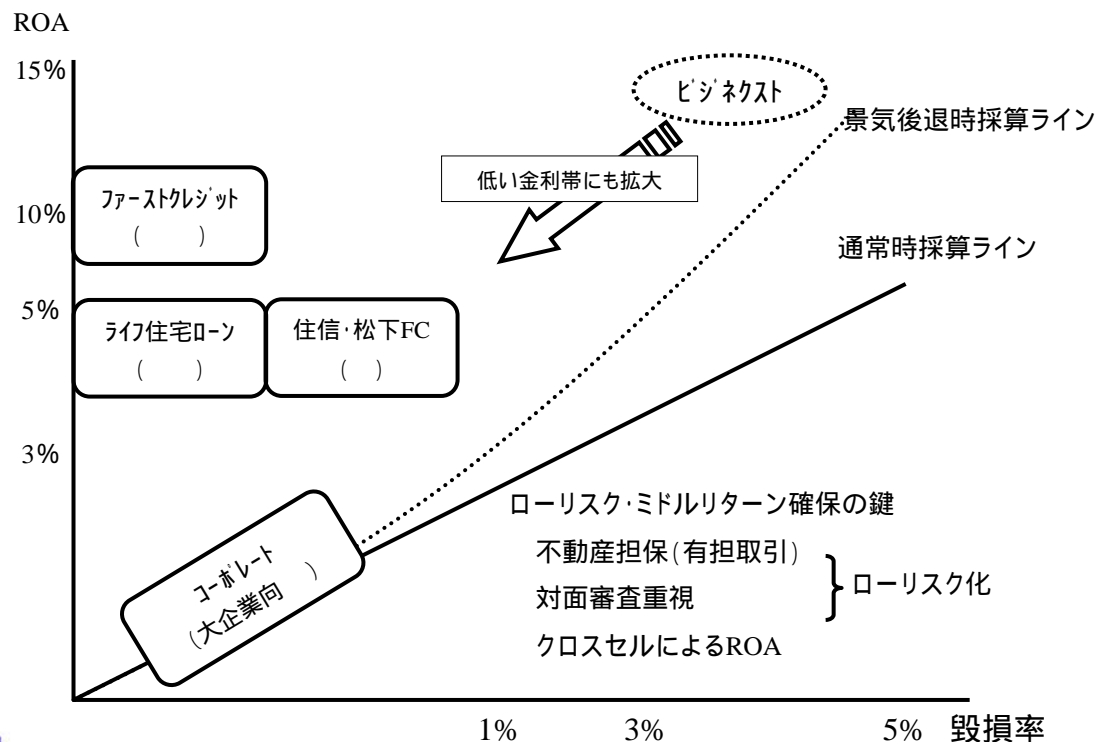 ROA
15%
ビジネクスト
景気後退時採算ライン
低い金利帯にも拡大
ファーストクレジット
(　　)
10%
通常時採算ライン
5%
ライフ住宅ローン
(　　)
住信・松下FC
(　)
3%
ローリスク・ミドルリターン確保の鍵
不動産担保(有担取引)
対面審査重視
ローリスク化
クロスセルによるROA
コーポレート
(大企業向　)
1%
3%
5%
毀損率